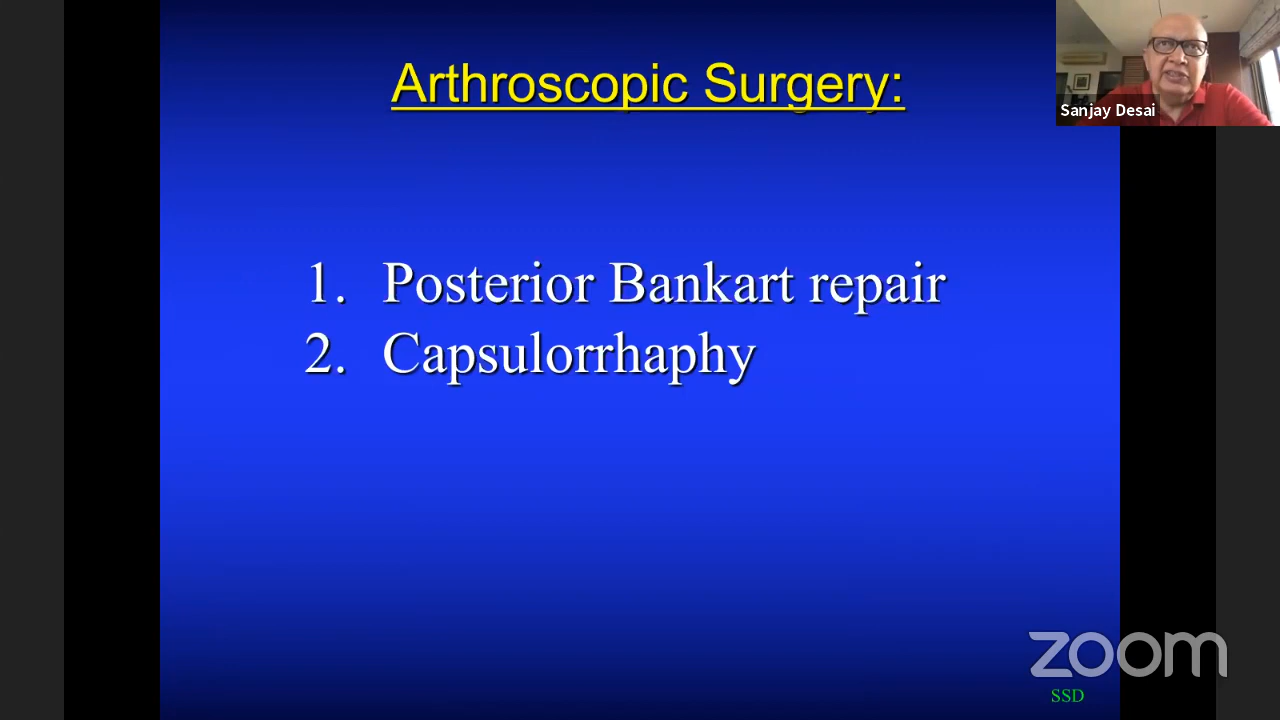 Arthroscopic Surgery:
Sanjay Desai
1. Posterior Bankart repair
2. Capsulorrhaphy
zoom
SSD